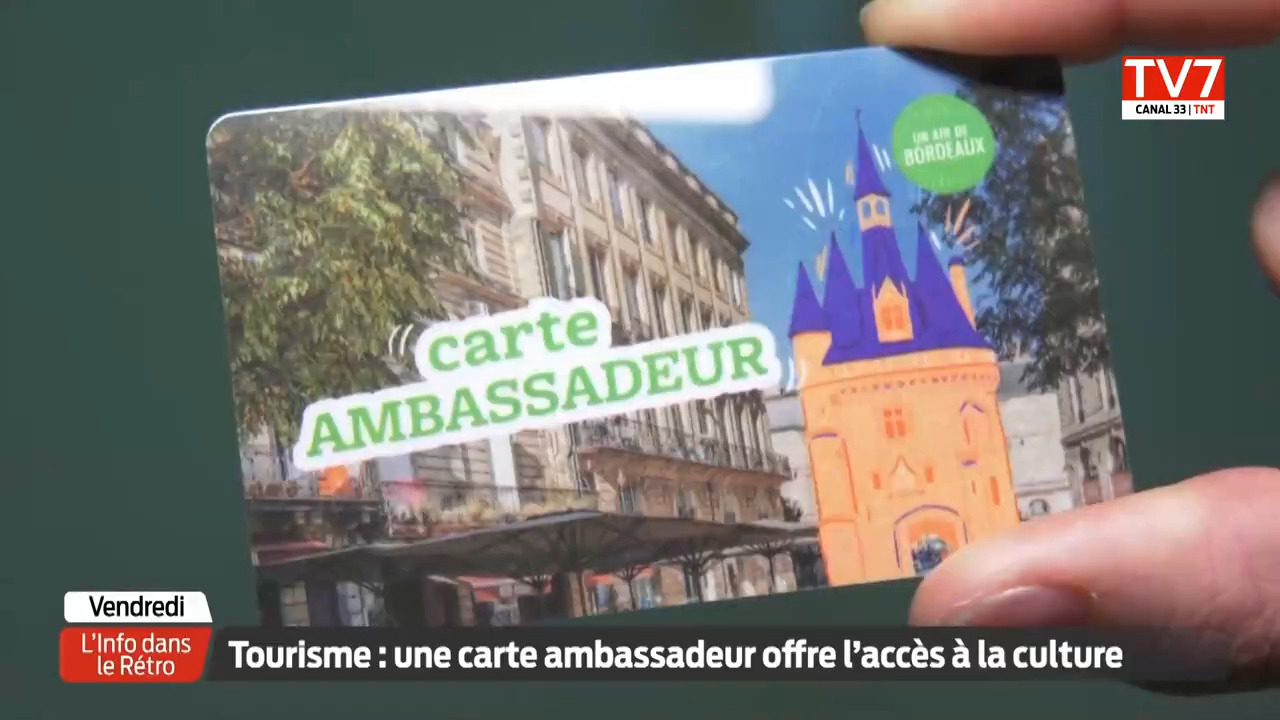 TV7
CANAL 33 | TNT
UN AIR DE
BORDEAUX
carte
AMBASSADEUR
Vendredi
L'Info dans
le Rétro
Tourisme : une carte ambassadeur offre l'accès à la culture